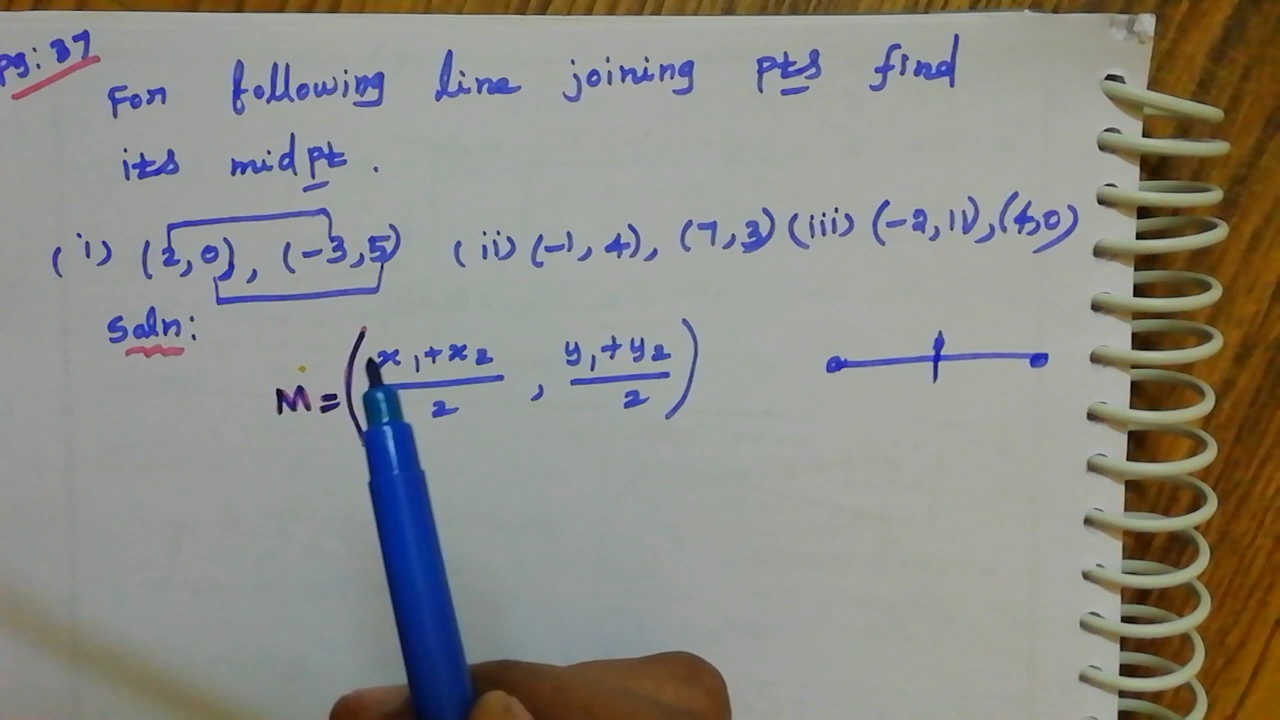 pg: 37
For following line joining pts find
its midpt.
(i) (2,0), (-3,5) (ii) (-1, 4), (7,3) (iii) (-2, 11), (4,0)
Soln:
M = (x₁+x₂/2, y₁+y₂/2)